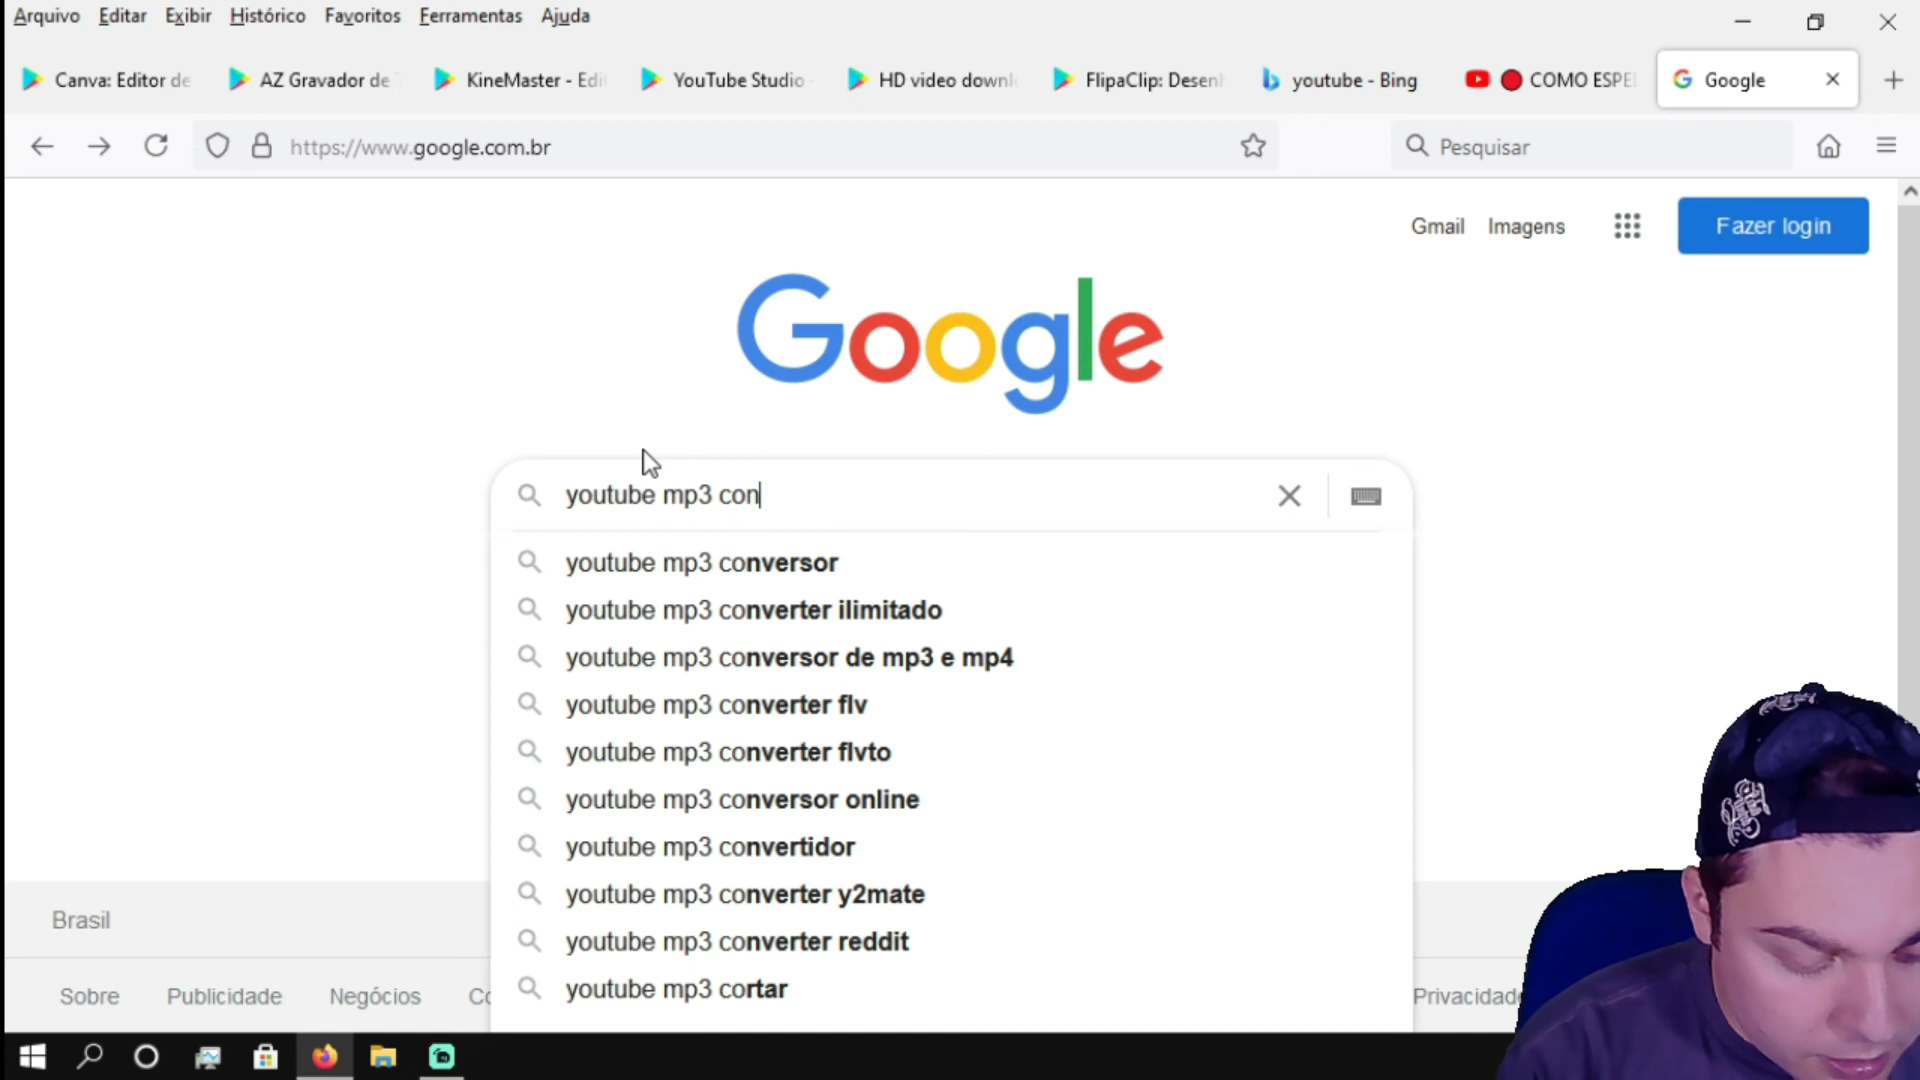 Arquivo Editar Exibir Histórico Favoritos Ferramentas Ajuda
Canva: Editor de
AZ Gravador de
KineMaster - Edi
YouTube Studio
HD video downl
FlipaClip: Desen
youtube - Bing
COMO ESPE
Google
https://www.google.com.br
Pesquisar
Gmail Imagens
Fazer login
Google
youtube mp3 con
youtube mp3 conversor
youtube mp3 converter ilimitado
youtube mp3 conversor de mp3 e mp4
youtube mp3 converter flv
youtube mp3 converter flvto
youtube mp3 conversor online
youtube mp3 convertidor
youtube mp3 converter y2mate
youtube mp3 converter reddit
youtube mp3 cortar
Brasil
Sobre Publicidade Negócios Co
Privacidad